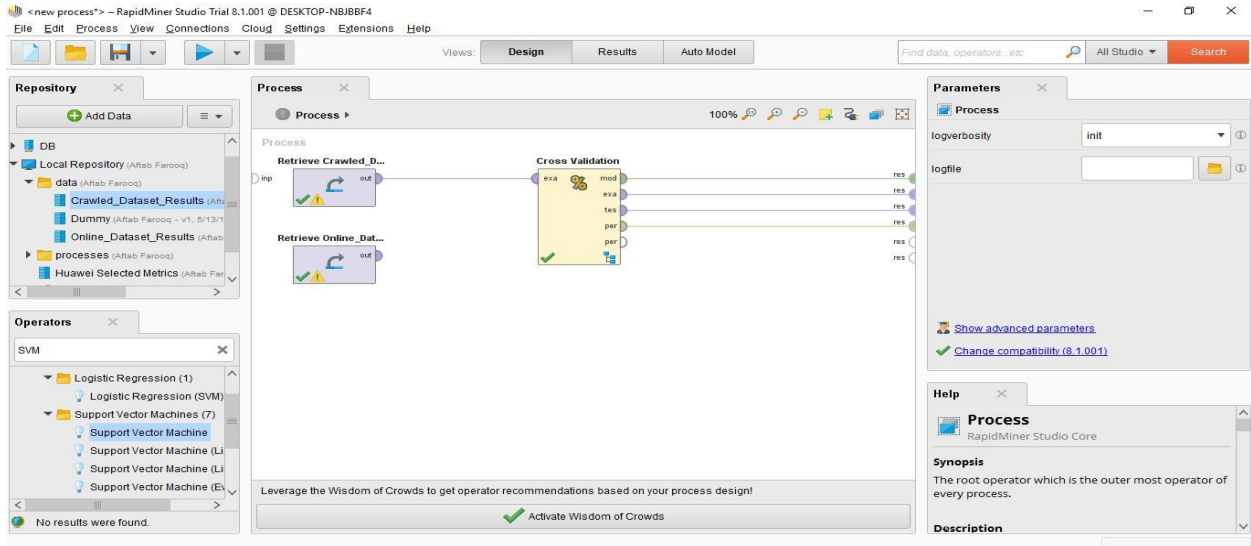 <new process*> – RapidMiner Studio Trial 8.1.001 @ DESKTOP-NBJBBF4
File Edit Process View Connections Cloud Settings Extensions Help
Views: Design Results Auto Model
Find data, operators...etc
All Studio
Search
Repository
Add Data
DB
Local Repository (Aftab Farooq)
data (Aftab Farooq)
Crawled_Dataset_Results (Afta
Dummy (Aftab Farooq - v1, 5/13/1
Online_Dataset_Results (Aftab
processes (Aftab Farooq)
Huawei Selected Metrics (Aftab Far
Operators
SVM
Logistic Regression (1)
Logistic Regression (SVM)
Support Vector Machines (7)
Support Vector Machine
Support Vector Machine (Li
Support Vector Machine (Li
Support Vector Machine (Ev
No results were found.
Process
Process
100%
Process
inp
Retrieve Crawled_D...
out
Retrieve Online_Dat...
out
Cross Validation
exa
mod
exa
tes
per
per
res
res
res
res
res
res
Leverage the Wisdom of Crowds to get operator recommendations based on your process design!
Activate Wisdom of Crowds
Parameters
Process
logverbosity
init
logfile
Show advanced parameters
Change compatibility (8.1.001)
Help
Process
RapidMiner Studio Core
Synopsis
The root operator which is the outer most operator of
every process.
Description